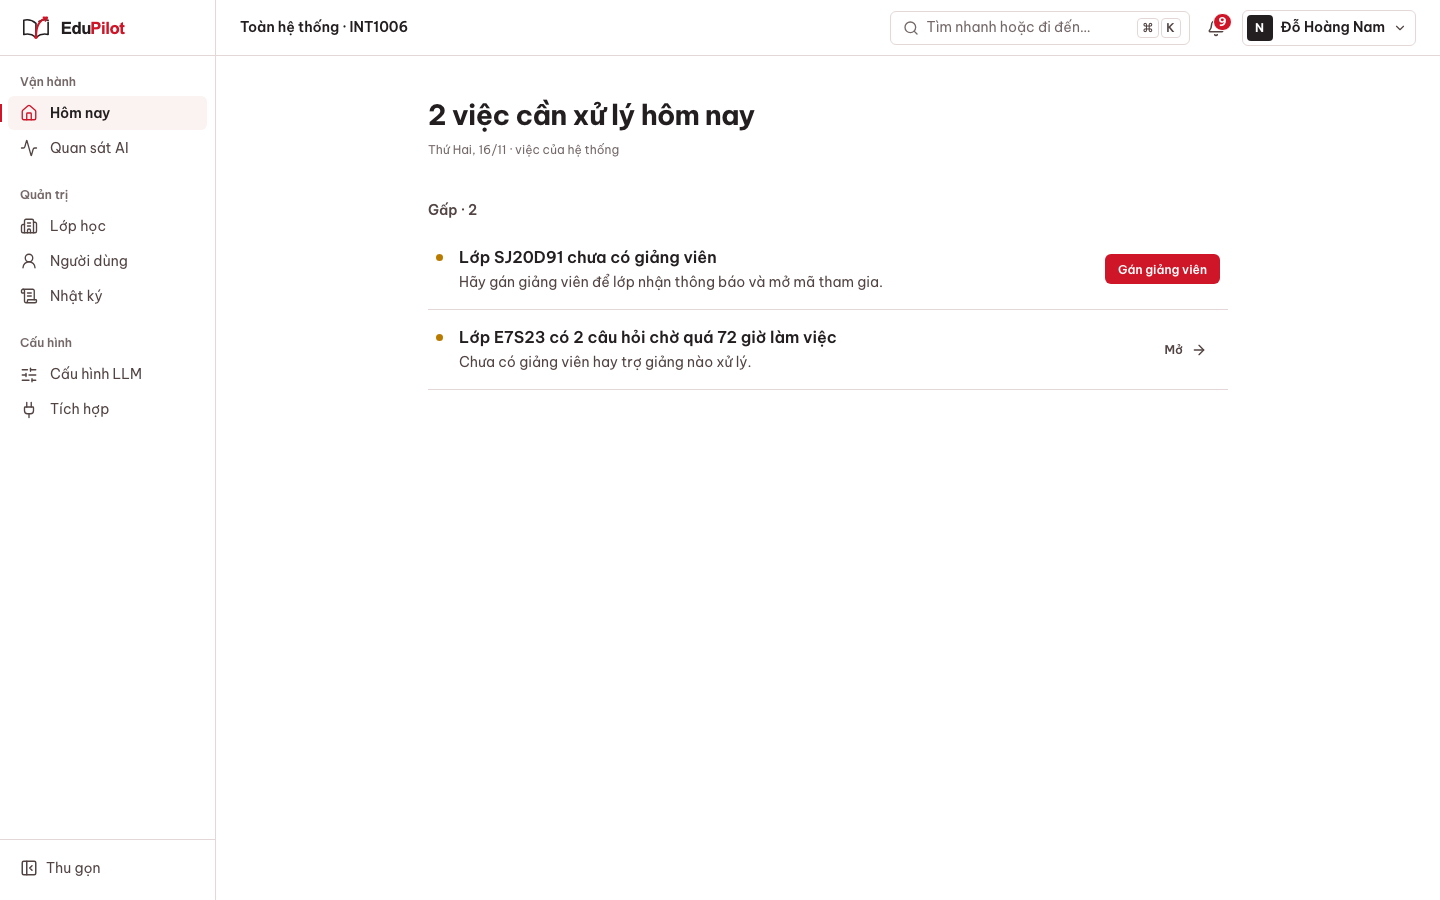 EduPilot
Toàn hệ thống · INT1006
Tìm nhanh hoặc đi đến...
⌘ K
9
N
Đỗ Hoàng Nam
Vận hành
Hôm nay
Quan sát AI
Quản trị
Lớp học
Người dùng
Nhật ký
Cấu hình
Cấu hình LLM
Tích hợp
Thu gọn
2 việc cần xử lý hôm nay
Thứ Hai, 16/11 · việc của hệ thống
Gấp · 2
Lớp SJ20D91 chưa có giảng viên
Hãy gán giảng viên để lớp nhận thông báo và mở mã tham gia.
Gán giảng viên
Lớp E7S23 có 2 câu hỏi chờ quá 72 giờ làm việc
Chưa có giảng viên hay trợ giảng nào xử lý.
Mở